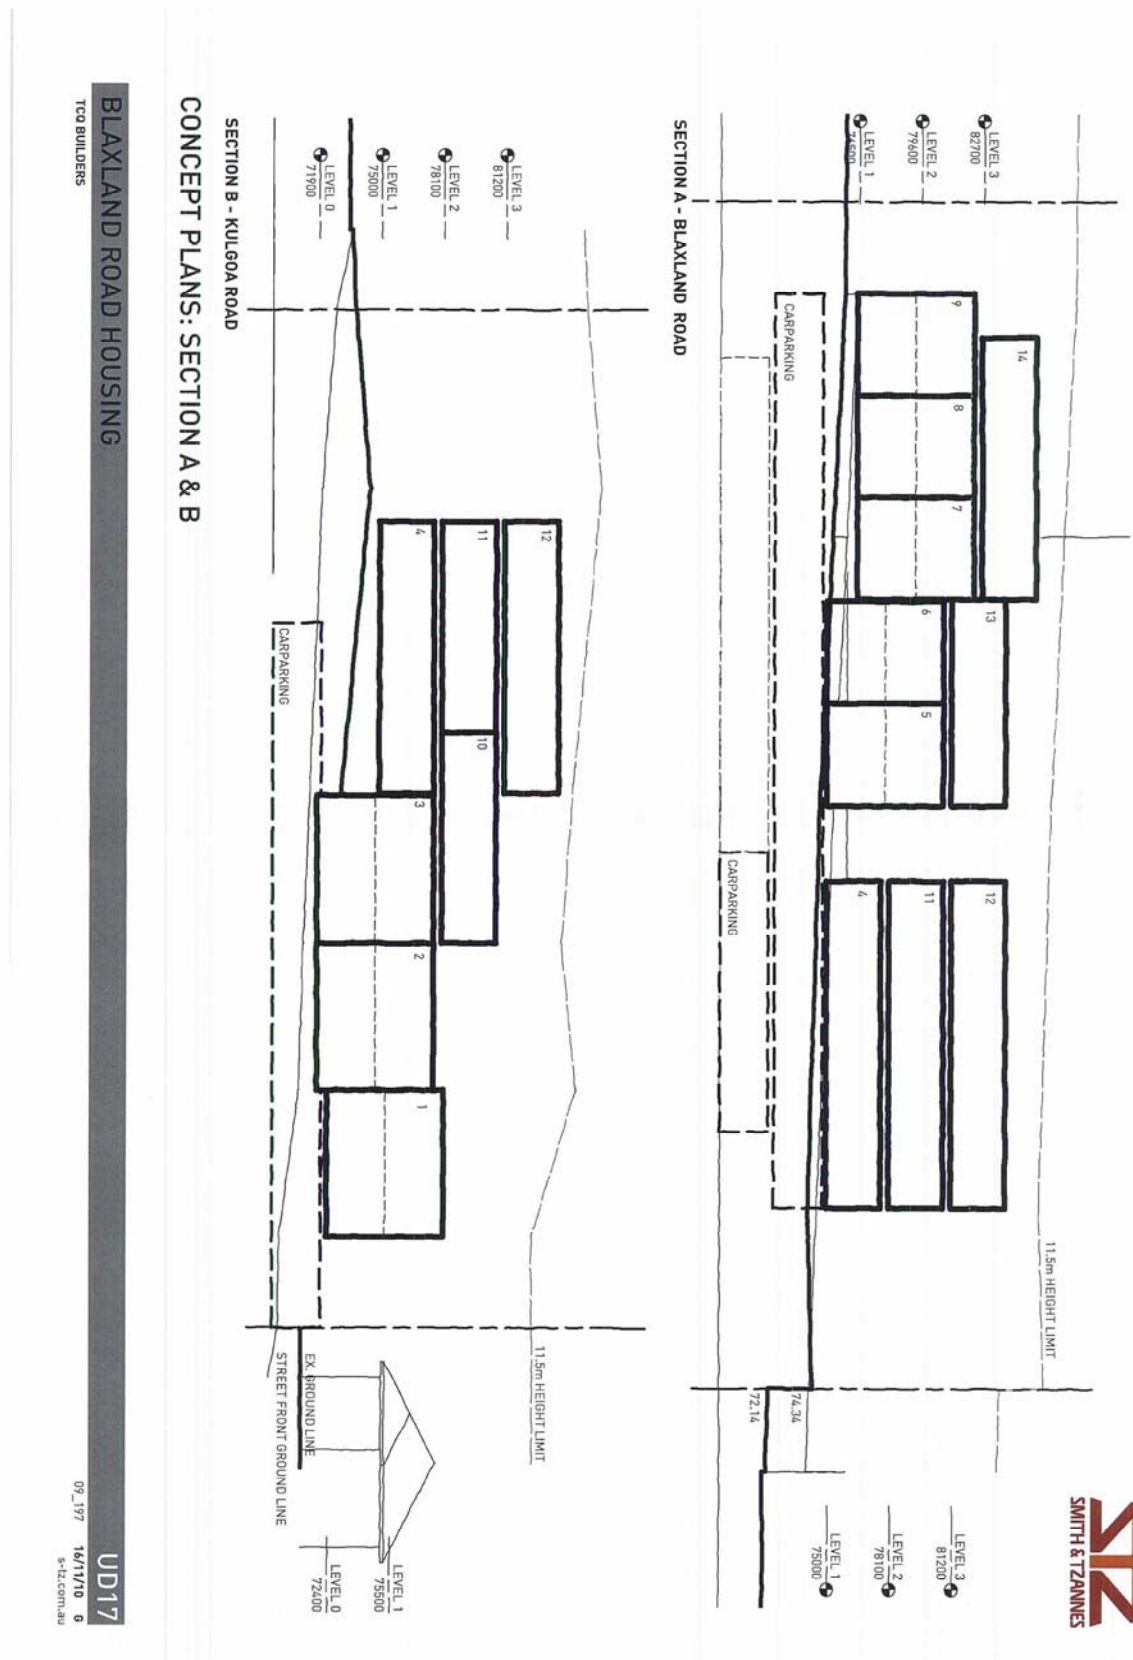 STZ
SMITH & TZANNES
11.5m HEIGHT LIMIT
14
LEVEL 3
82700
LEVEL 2
79600
LEVEL 1
76500
9
8
7
13
6
5
12
11
4
LEVEL 3
81200
LEVEL 2
78100
LEVEL 1
75000
74.34
72.14
CARPARKING
CARPARKING
SECTION A - BLAXLAND ROAD
11.5m HEIGHT LIMIT
LEVEL 3
81200
LEVEL 2
78100
LEVEL 1
75000
LEVEL 0
71900
12
11
10
4
3
2
1
LEVEL 1
75500
LEVEL 0
72400
EX. GROUND LINE
STREET FRONT GROUND LINE
CARPARKING
SECTION B - KULGOA ROAD
CONCEPT PLANS: SECTION A & B
BLAXLAND ROAD HOUSING
UD17
TCQ BUILDERS
09_197 16/11/10 G
s-tz.com.au